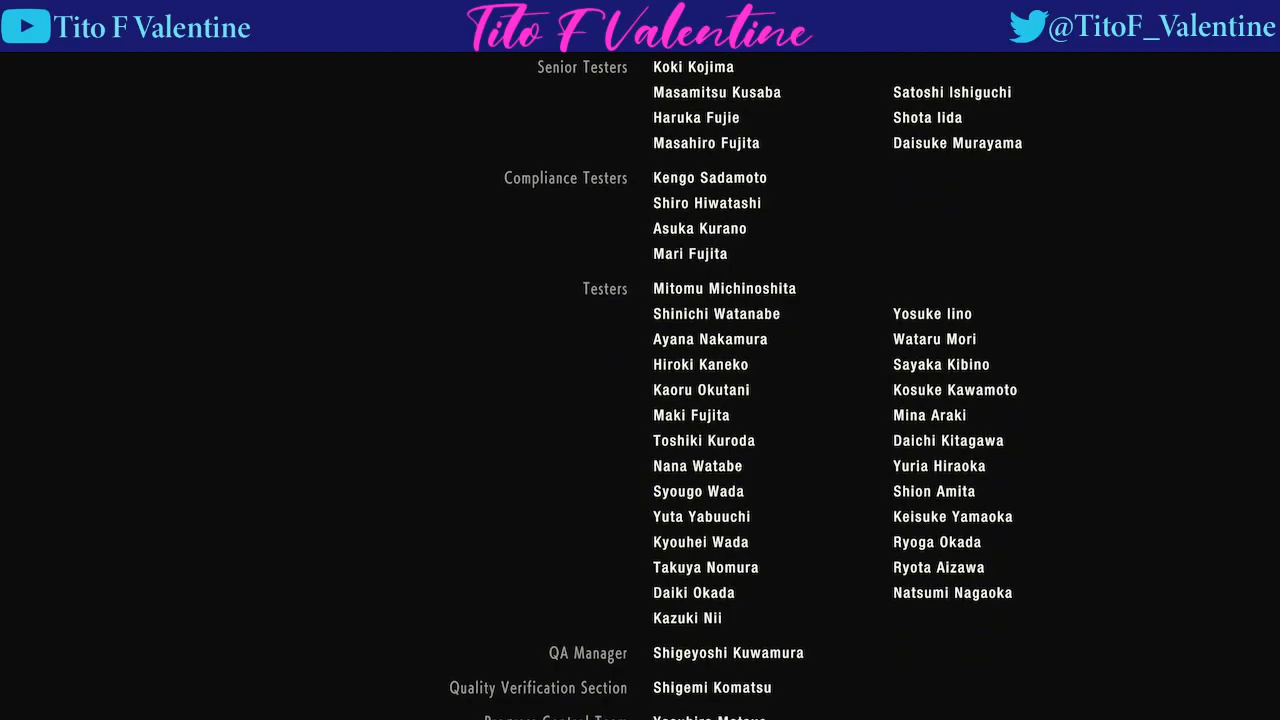 Tito F Valentine Tito F Valentine @TitoF_Valentine
Senior Testers Koki Kojima
Masamitsu Kusaba Satoshi Ishiguchi
Haruka Fujie Shota Iida
Masahiro Fujita Daisuke Murayama
Compliance Testers Kengo Sadamoto
Shiro Hiwatashi
Asuka Kurano
Mari Fujita
Testers Mitomu Michinoshita
Shinichi Watanabe Yosuke Iino
Ayana Nakamura Wataru Mori
Hiroki Kaneko Sayaka Kibino
Kaoru Okutani Kosuke Kawamoto
Maki Fujita Mina Araki
Toshiki Kuroda Daichi Kitagawa
Nana Watabe Yuria Hiraoka
Syougo Wada Shion Amita
Yuta Yabuuchi Keisuke Yamaoka
Kyouhei Wada Ryoga Okada
Takuya Nomura Ryota Aizawa
Daiki Okada Natsumi Nagaoka
Kazuki Nii
QA Manager Shigeyoshi Kuwamura
Quality Verification Section Shigemi Komatsu